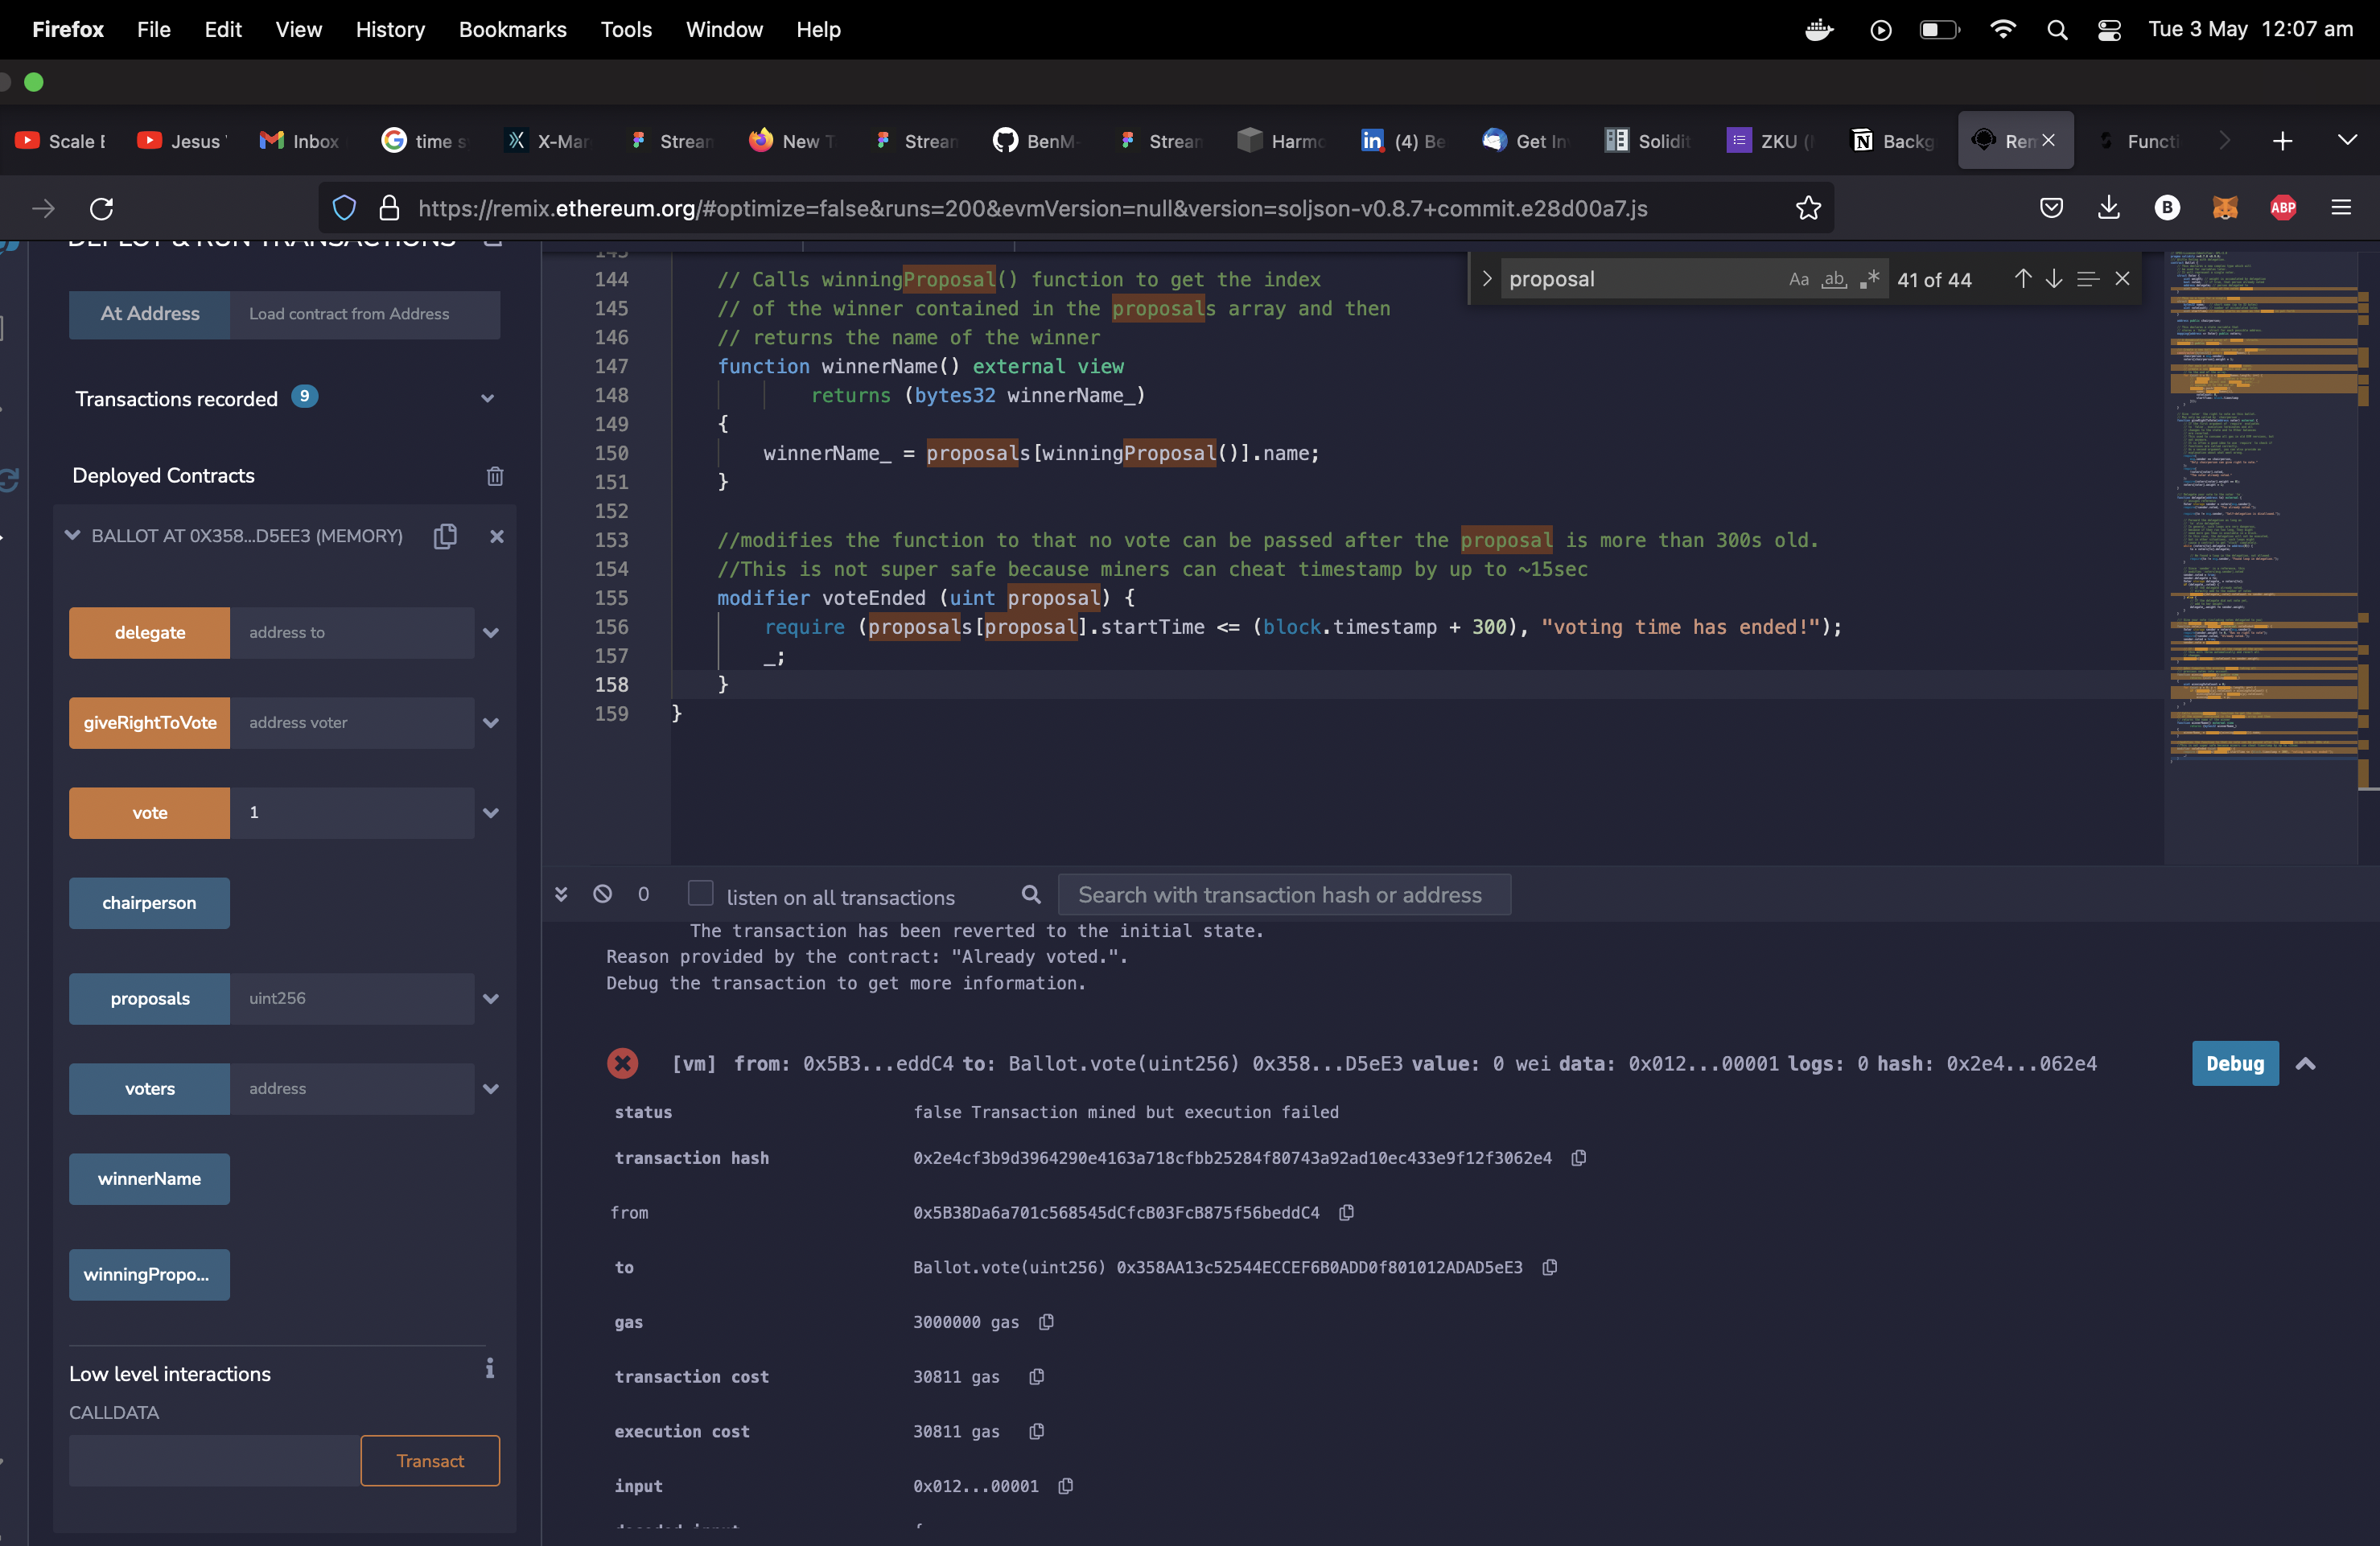 Firefox File Edit View History Bookmarks Tools Window Help Tue 3 May 12:07 am
Scale Jesus Inbox time s X-Mar Stream New T Stream BenM- Stream Harmo (4) Be Get In Solidit ZKU ( Backg Rem Functi
https://remix.ethereum.org/#optimize=false&runs=200&evmVersion=null&version=soljson-v0.8.7+commit.e28d00a7.js
B ABP
DEPLOY & RUN TRANSACTIONS
At Address Load contract from Address
Transactions recorded 9
Deployed Contracts
BALLOT AT 0X358...D5EE3 (MEMORY)
delegate address to
giveRightToVote address voter
vote 1
chairperson
proposals uint256
voters address
winnerName
winningPropo...
Low level interactions
i
CALLDATA
Transact
proposal Aa ab .* 41 of 44
143
144 // Calls winningProposal() function to get the index
145 // of the winner contained in the proposals array and then
146 // returns the name of the winner
147 function winnerName() external view
148 returns (bytes32 winnerName_)
149 {
150 winnerName_ = proposals[winningProposal()].name;
151 }
152
153 //modifies the function to that no vote can be passed after the proposal is more than 300s old.
154 //This is not super safe because miners can cheat timestamp by up to ~15sec
155 modifier voteEnded (uint proposal) {
156 require (proposals[proposal].startTime <= (block.timestamp + 300), "voting time has ended!");
157 _;
158 }
159 }
0 listen on all transactions Search with transaction hash or address
The transaction has been reverted to the initial state.
Reason provided by the contract: "Already voted.".
Debug the transaction to get more information.
[vm] from: 0x5B3...eddC4 to: Ballot.vote(uint256) 0x358...D5eE3 value: 0 wei data: 0x012...00001 logs: 0 hash: 0x2e4...062e4 Debug
status false Transaction mined but execution failed
transaction hash 0x2e4cf3b9d3964290e4163a718cfbb25284f80743a92ad10ec433e9f12f3062e4
from 0x5B38Da6a701c568545dCfcB03FcB875f56beddC4
to Ballot.vote(uint256) 0x358AA13c52544ECCEF6B0ADD0f801012ADAD5eE3
gas 3000000 gas
transaction cost 30811 gas
execution cost 30811 gas
input 0x012...00001
decoded input {